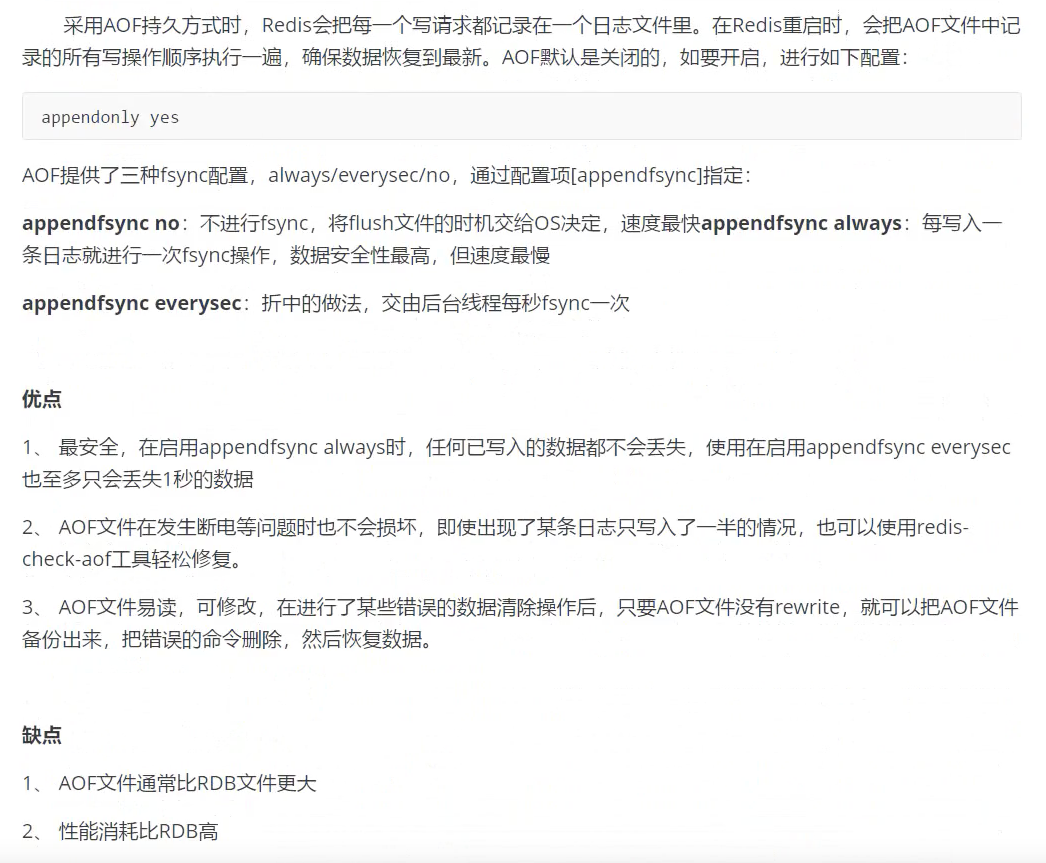 采用AOF持久方式时，Redis会把每一个写请求都记录在一个日志文件里。在Redis重启时，会把AOF文件中记
录的所有写操作顺序执行一遍，确保数据恢复到最新。AOF默认是关闭的，如要开启，进行如下配置：
appendonly yes
AOF提供了三种fsync配置，always/everysec/no，通过配置项[appendfsync]指定：
appendfsync no：不进行fsync，将flush文件的时机交给OS决定，速度最快appendfsync always：每写入一
条日志就进行一次fsync操作，数据安全性最高，但速度最慢
appendfsync everysec：折中的做法，交由后台线程每秒fsync一次
优点
1、 最安全，在启用appendfsync always时，任何已写入的数据都不会丢失，使用在启用appendfsync everysec
也至多只会丢失1秒的数据
2、 AOF文件在发生断电等问题时也不会损坏，即使出现了某条日志只写入了一半的情况，也可以使用redis-
check-aof工具轻松修复。
3、 AOF文件易读，可修改，在进行了某些错误的数据清除操作后，只要AOF文件没有rewrite，就可以把AOF文件
备份出来，把错误的命令删除，然后恢复数据。
缺点
1、 AOF文件通常比RDB文件更大
2、 性能消耗比RDB高